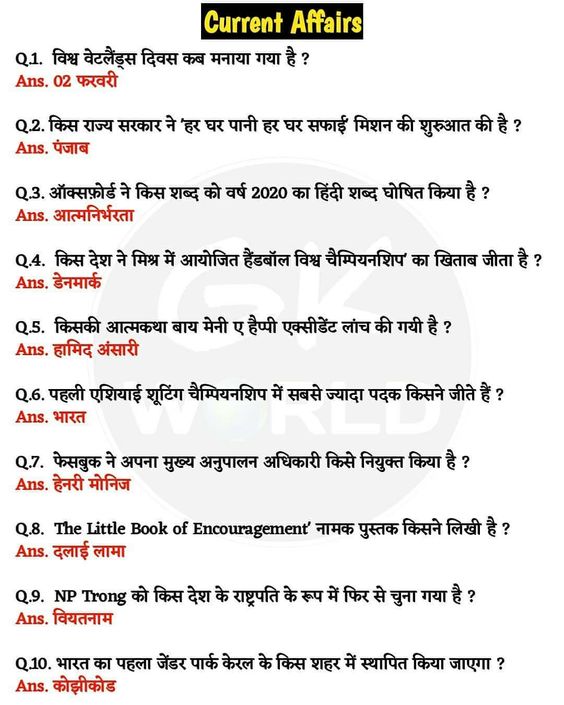 Current Affairs
Q.1. विश्व वेटलैंड्स दिवस कब मनाया गया है ?
Ans. 02 फरवरी
Q.2. किस राज्य सरकार ने 'हर घर पानी हर घर सफाई' मिशन की शुरुआत की है ?
Ans. पंजाब
Q.3. ऑक्सफ़ोर्ड ने किस शब्द को वर्ष 2020 का हिंदी शब्द घोषित किया है ?
Ans. आत्मनिर्भरता
Q.4. किस देश ने मिश्र में आयोजित हैंडबॉल विश्व चैम्पियनशिप' का खिताब जीता है ?
Ans. डेनमार्क
Q.5. किसकी आत्मकथा बाय मेनी ए हैप्पी एक्सीडेंट लांच की गयी है ?
Ans. हामिद अंसारी
Q.6. पहली एशियाई शूटिंग चैम्पियनशिप में सबसे ज्यादा पदक किसने जीते हैं ?
Ans. भारत
Q.7. फेसबुक ने अपना मुख्य अनुपालन अधिकारी किसे नियुक्त किया है ?
Ans. हेनरी मोनिज
Q.8. The Little Book of Encouragement' नामक पुस्तक किसने लिखी है ?
Ans. दलाई लामा
Q.9. NP Trong को किस देश के राष्ट्रपति के रूप में फिर से चुना गया है ?
Ans. वियतनाम
Q.10. भारत का पहला जेंडर पार्क केरल के किस शहर में स्थापित किया जाएगा ?
Ans. कोझीकोड
GK
WORLD